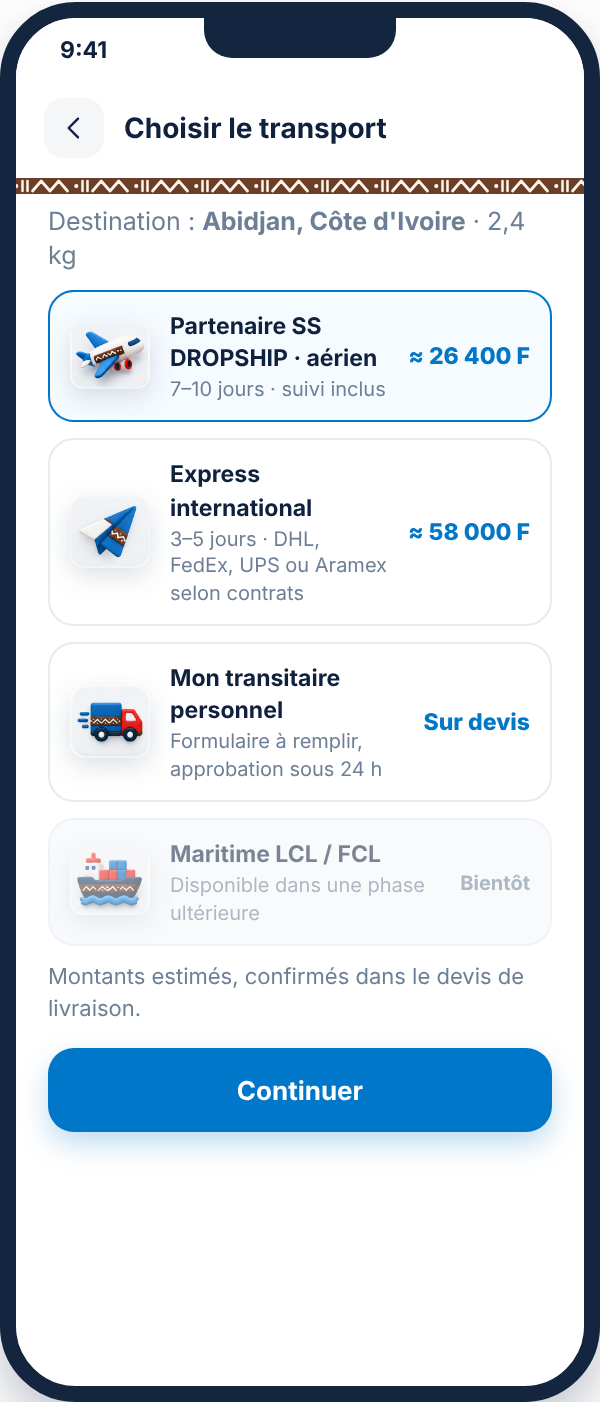 9:41
Choisir le transport
Destination : Abidjan, Côte d'Ivoire · 2,4
kg
Partenaire SS
DROPSHIP · aérien
≈ 26 400 F
7–10 jours · suivi inclus
Express
international
3–5 jours · DHL,
≈ 58 000 F
FedEx, UPS ou Aramex
selon contrats
Mon transitaire
personnel
Sur devis
Formulaire à remplir,
approbation sous 24 h
Maritime LCL / FCL
Disponible dans une phase
Bientôt
ultérieure
Montants estimés, confirmés dans le devis de
livraison.
Continuer